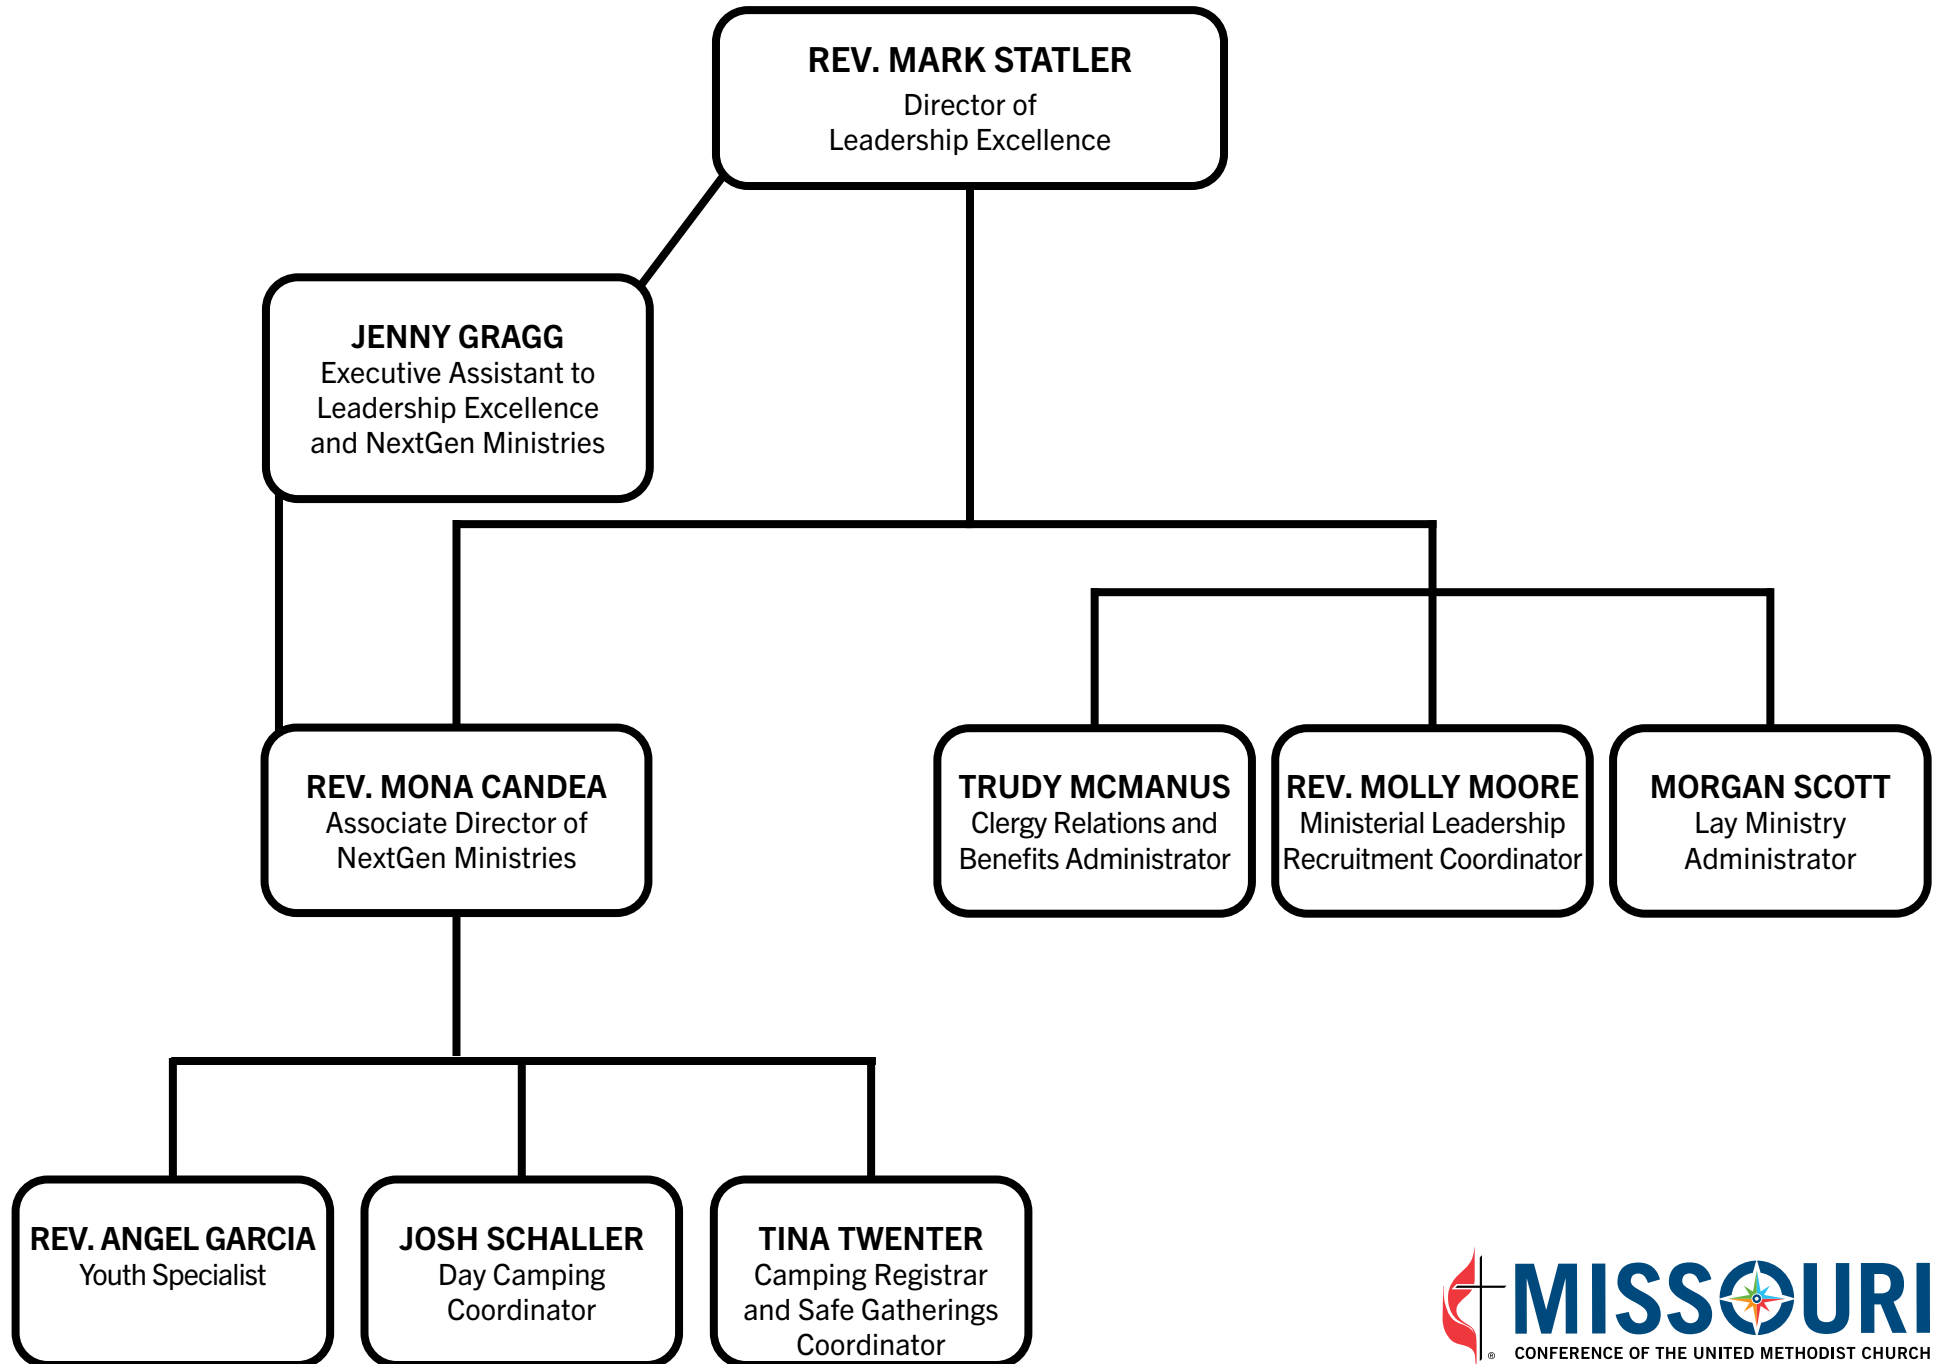 REV. MARK STATLER
Director of
Leadership Excellence
JENNY GRAGG
Executive Assistant to
Leadership Excellence
and NextGen Ministries
REV. MONA CANDEA
Associate Director of
NextGen Ministries
TRUDY MCMANUS
Clergy Relations and
Benefits Administrator
REV. MOLLY MOORE
Ministerial Leadership
Recruitment Coordinator
MORGAN SCOTT
Lay Ministry
Administrator
REV. ANGEL GARCIA
Youth Specialist
JOSH SCHALLER
Day Camping
Coordinator
TINA TWENTER
Camping Registrar
and Safe Gatherings
Coordinator
MISSOURI
® CONFERENCE OF THE UNITED METHODIST CHURCH